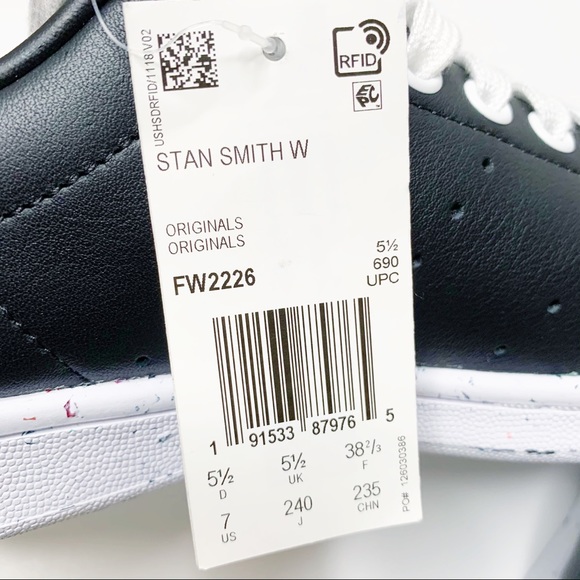 USHSDRFID/1118 V02
RFID
EPC
STAN SMITH W
ORIGINALS
ORIGINALS
FW2226
5½
690
UPC
1 91533 87976 5
5½ 5½ 38⅔
D UK F
7 240 235
US J CHN
PO# 126030386